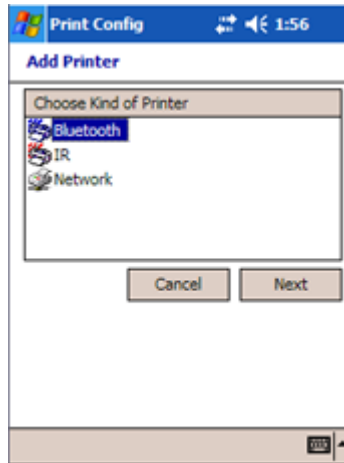 Print Config 1:56
Add Printer
Choose Kind of Printer
Bluetooth
IR
Network
Cancel Next